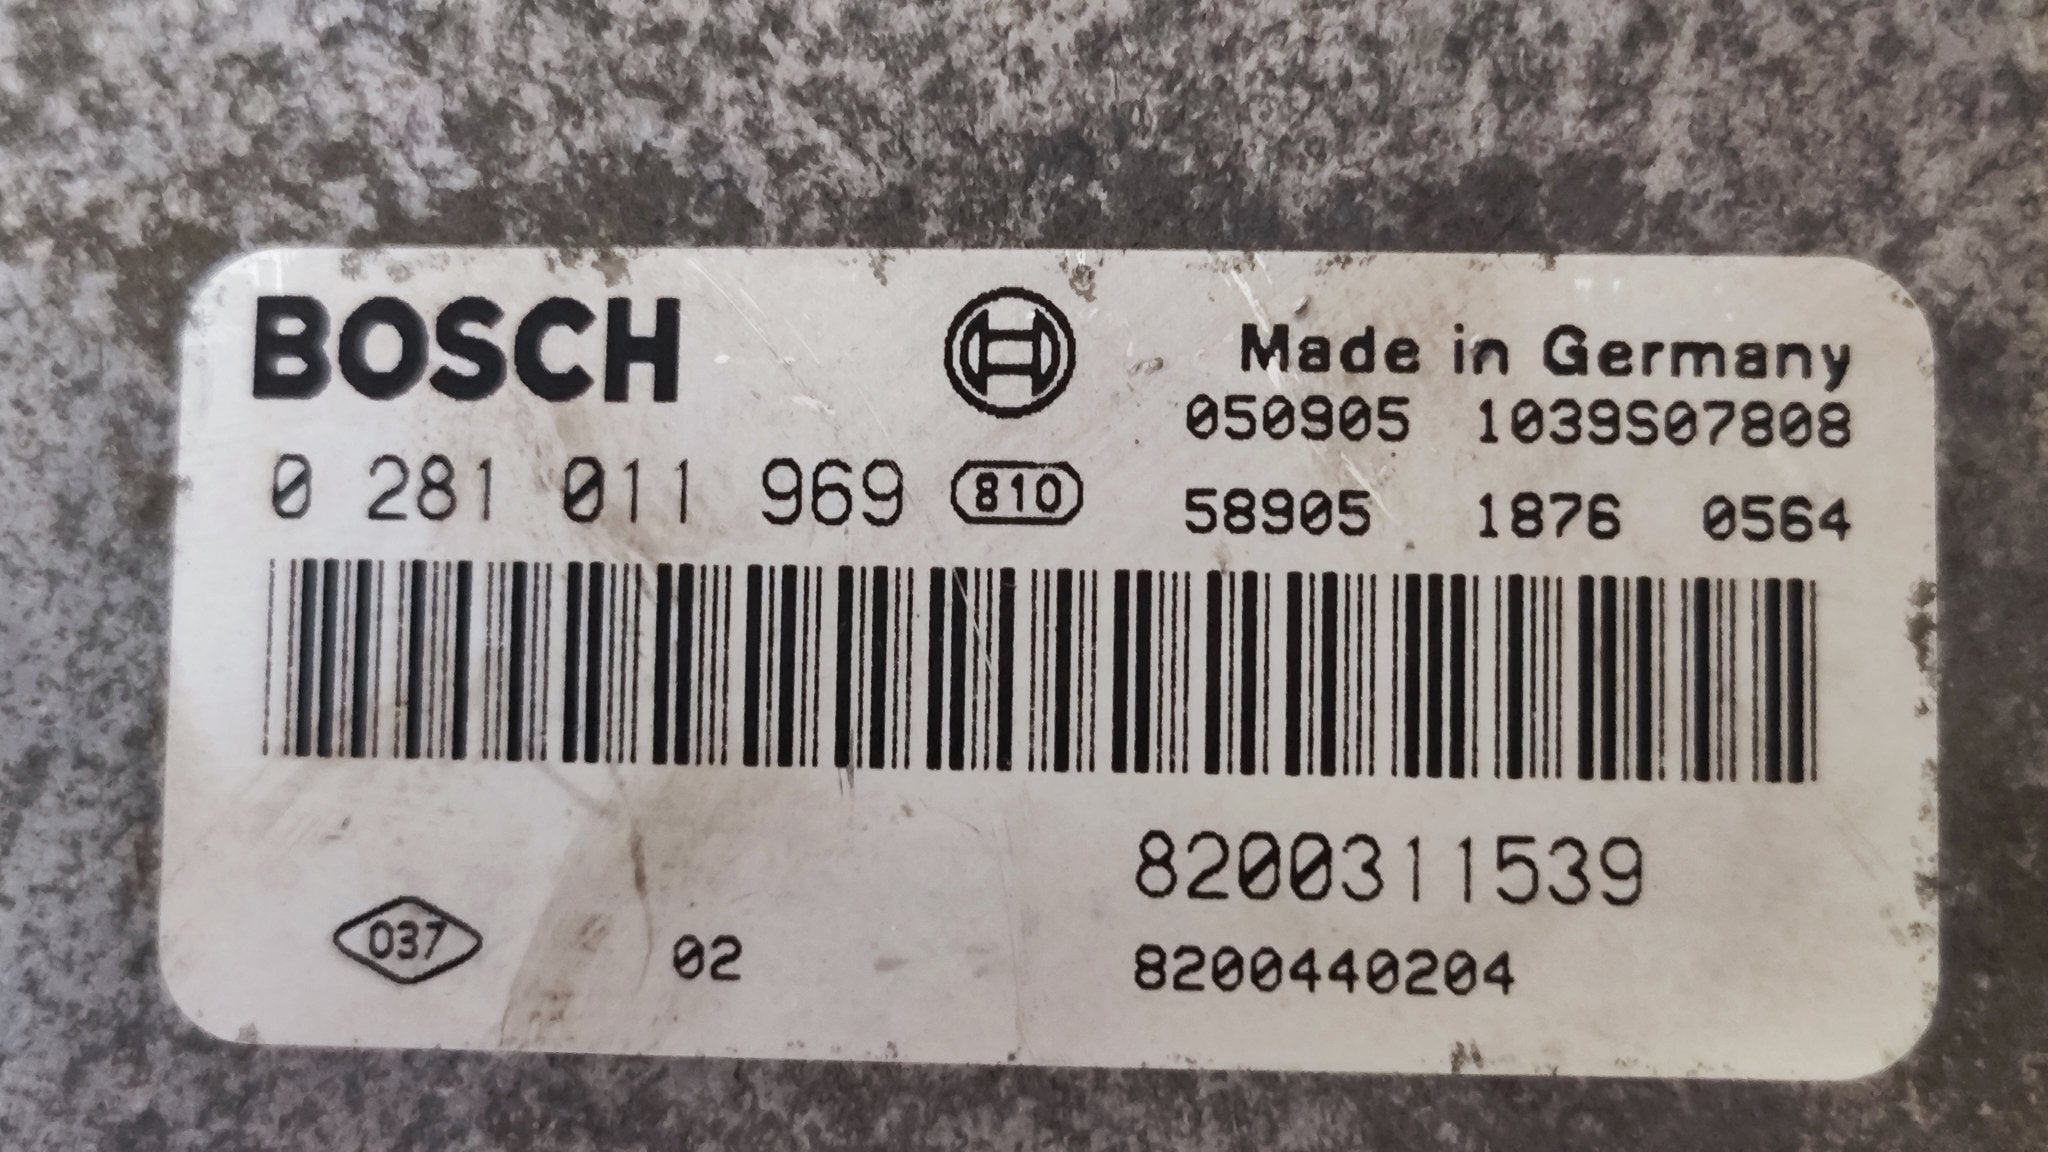 BOSCH
Made in Germany
050905 1039S07808
0 281 011 969 810
58905 1876 0564
8200311539
037 02
8200440204